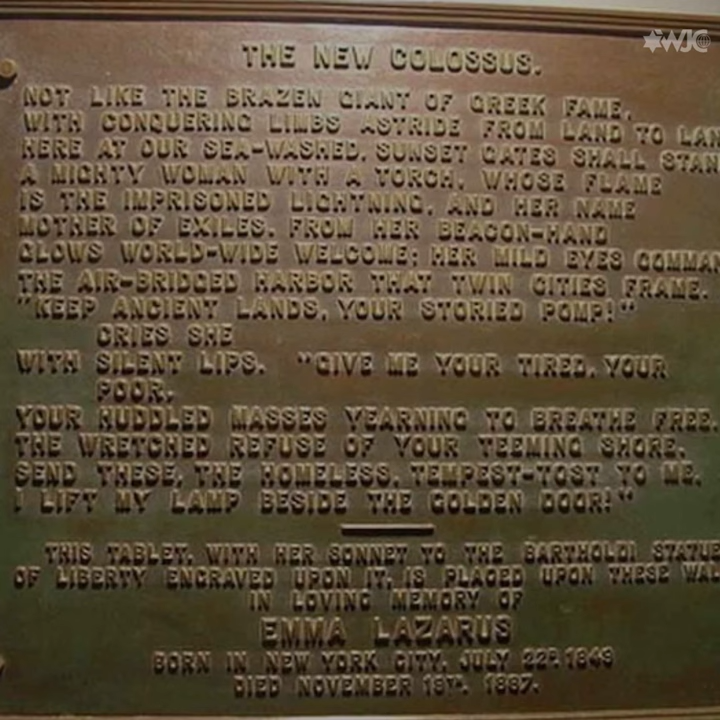 WJC
THE NEW COLOSSUS.
NOT LIKE THE BRAZEN GIANT OF GREEK FAME,
WITH CONQUERING LIMBS ASTRIDE FROM LAND TO LAN
HERE AT OUR SEA-WASHED, SUNSET GATES SHALL STAN
A MIGHTY WOMAN WITH A TORCH, WHOSE FLAME
IS THE IMPRISONED LIGHTNING, AND HER NAME
MOTHER OF EXILES. FROM HER BEACON-HAND
GLOWS WORLD-WIDE WELCOME; HER MILD EYES COMMAN
THE AIR-BRIDGED HARBOR THAT TWIN CITIES FRAME.
"KEEP ANCIENT LANDS, YOUR STORIED POMP!"
CRIES SHE
WITH SILENT LIPS. "GIVE ME YOUR TIRED, YOUR
POOR,
YOUR HUDDLED MASSES YEARNING TO BREATHE FREE,
THE WRETCHED REFUSE OF YOUR TEEMING SHORE.
SEND THESE, THE HOMELESS, TEMPEST-TOST TO ME,
I LIFT MY LAMP BESIDE THE GOLDEN DOOR!"
THIS TABLET, WITH HER SONNET TO THE BARTHOLDI STATUE
OF LIBERTY ENGRAVED UPON IT, IS PLACED UPON THESE WAL
IN LOVING MEMORY OF
EMMA LAZARUS
BORN IN NEW YORK CITY, JULY 22D, 1849
DIED NOVEMBER 19TH, 1887.